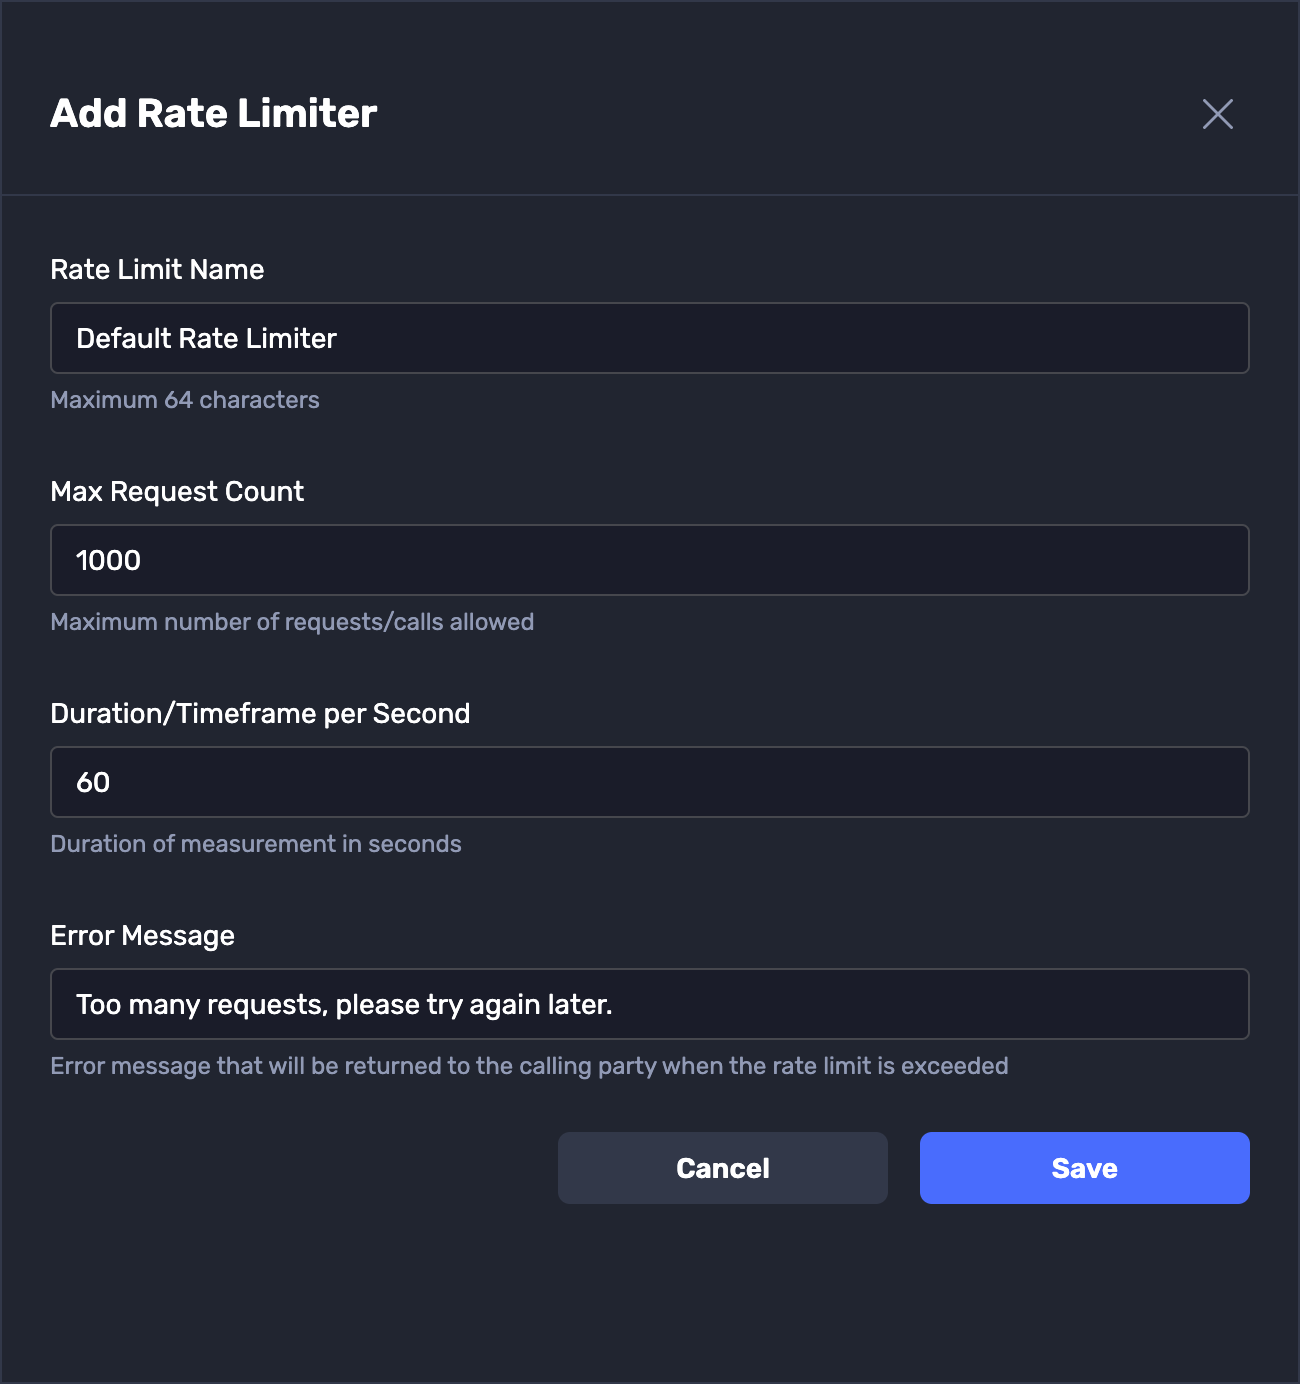 Add Rate Limiter
Rate Limit Name
Default Rate Limiter
Maximum 64 characters
Max Request Count
1000
Maximum number of requests/calls allowed
Duration/Timeframe per Second
60
Duration of measurement in seconds
Error Message
Too many requests, please try again later.
Error message that will be returned to the calling party when the rate limit is exceeded
Cancel
Save